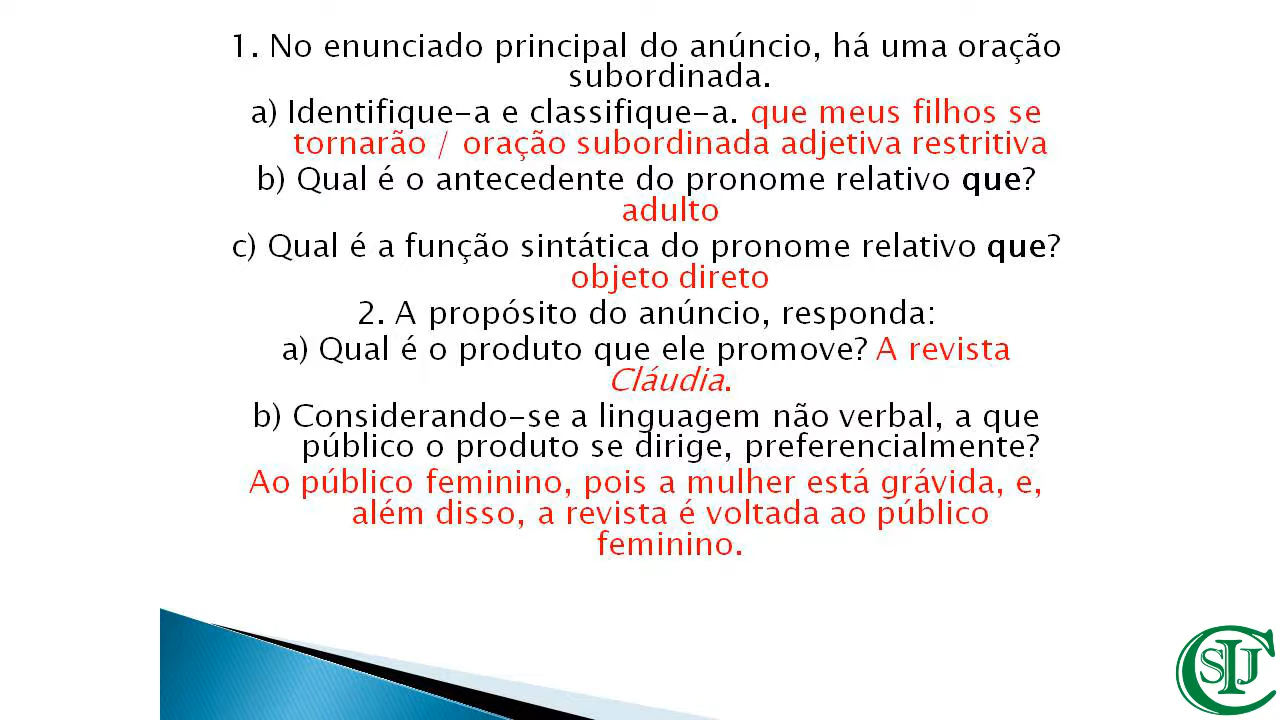 1. No enunciado principal do anúncio, há uma oração
subordinada.
a) Identifique-a e classifique-a. que meus filhos se
tornarão / oração subordinada adjetiva restritiva
b) Qual é o antecedente do pronome relativo que?
adulto
c) Qual é a função sintática do pronome relativo que?
objeto direto
2. A propósito do anúncio, responda:
a) Qual é o produto que ele promove? A revista
Cláudia.
b) Considerando-se a linguagem não verbal, a que
público o produto se dirige, preferencialmente?
Ao público feminino, pois a mulher está grávida, e,
além disso, a revista é voltada ao público
feminino.
CSIJ